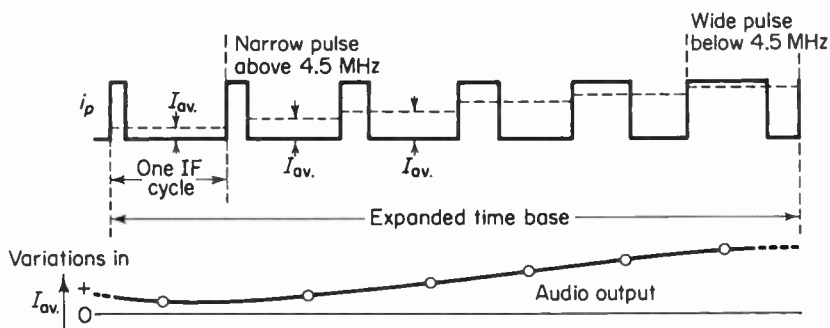 Narrow pulse
above 4.5 MHz
Wide pulse
below 4.5 MHz
i_p
I_av.
I_av.
I_av.
One IF
cycle
Expanded time base
Variations in
I_av.
+
0
Audio output